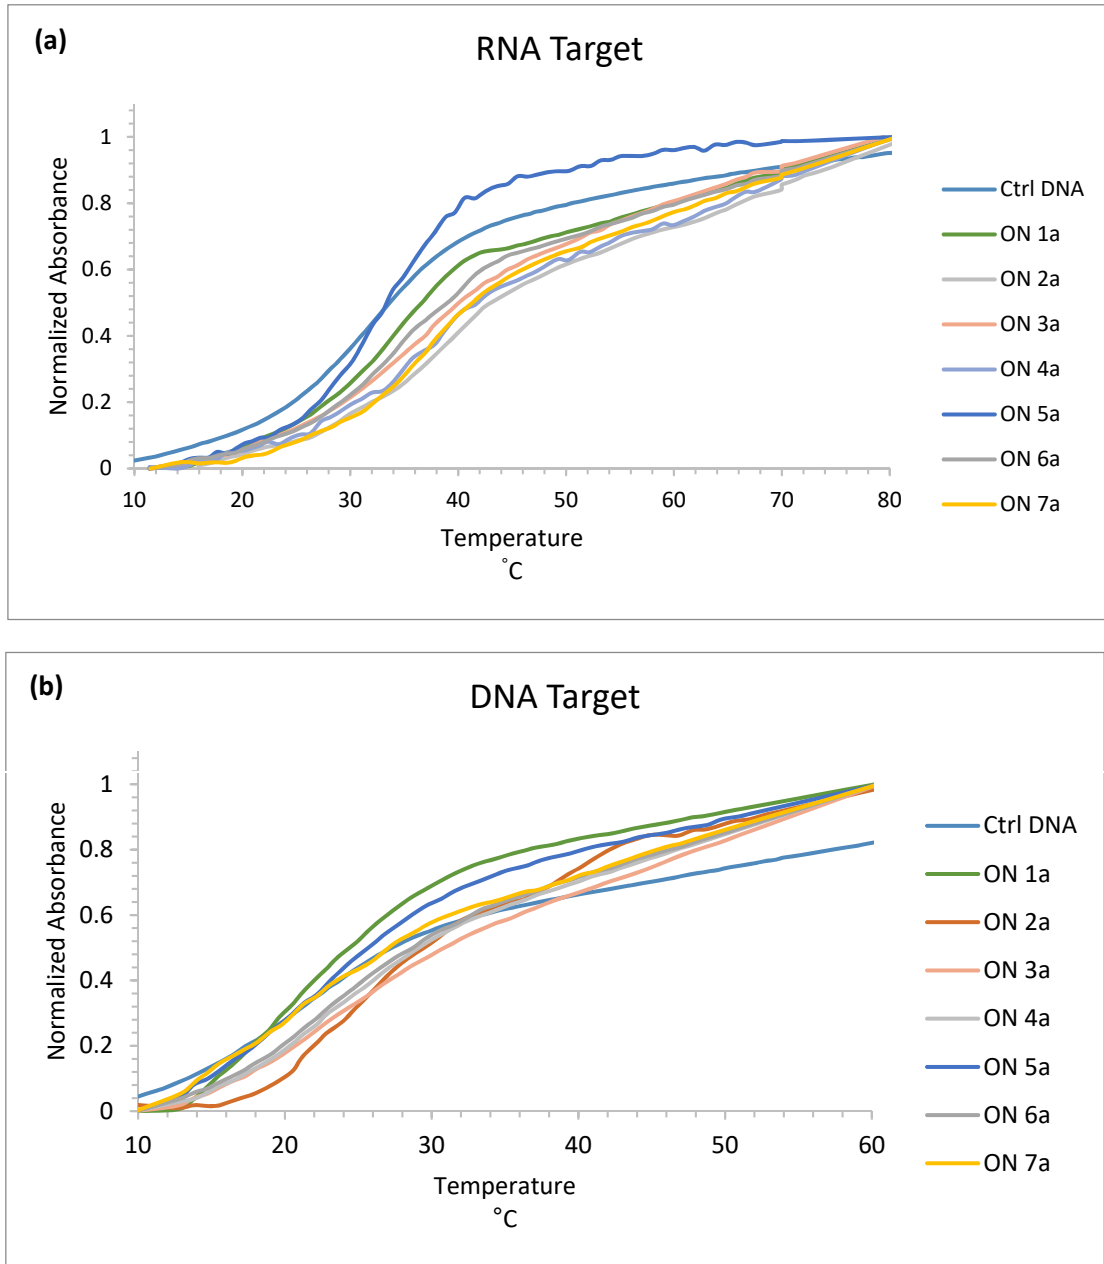 (a)
RNA Target
Normalized Absorbance
1
0.8
0.6
0.4
0.2
0
10 20 30 40 50 60 70 80
Temperature
°C
Ctrl DNA
ON 1a
ON 2a
ON 3a
ON 4a
ON 5a
ON 6a
ON 7a
(b)
DNA Target
Normalized Absorbance
1
0.8
0.6
0.4
0.2
0
10 20 30 40 50 60
Temperature
°C
Ctrl DNA
ON 1a
ON 2a
ON 3a
ON 4a
ON 5a
ON 6a
ON 7a